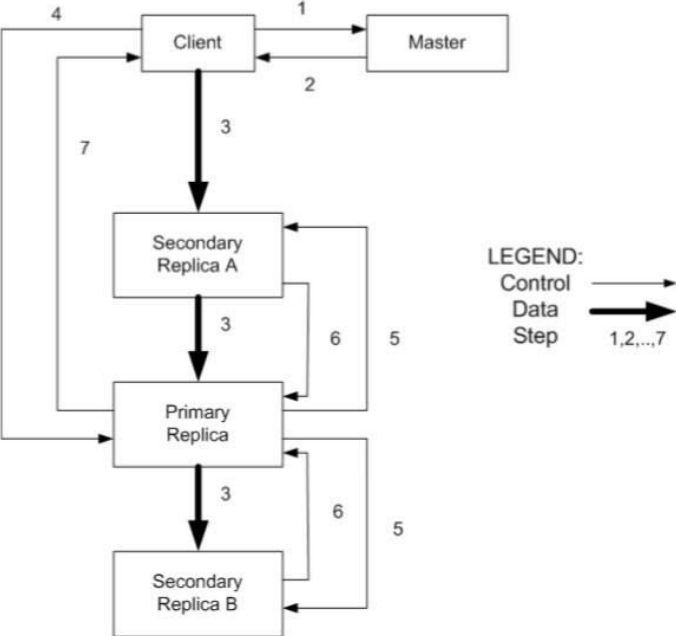 4
1
Client
Master
2
3
7
Secondary
Replica A
LEGEND:
Control
Data
Step 1,2,..,7
3
6
5
Primary
Replica
3
6
5
Secondary
Replica B